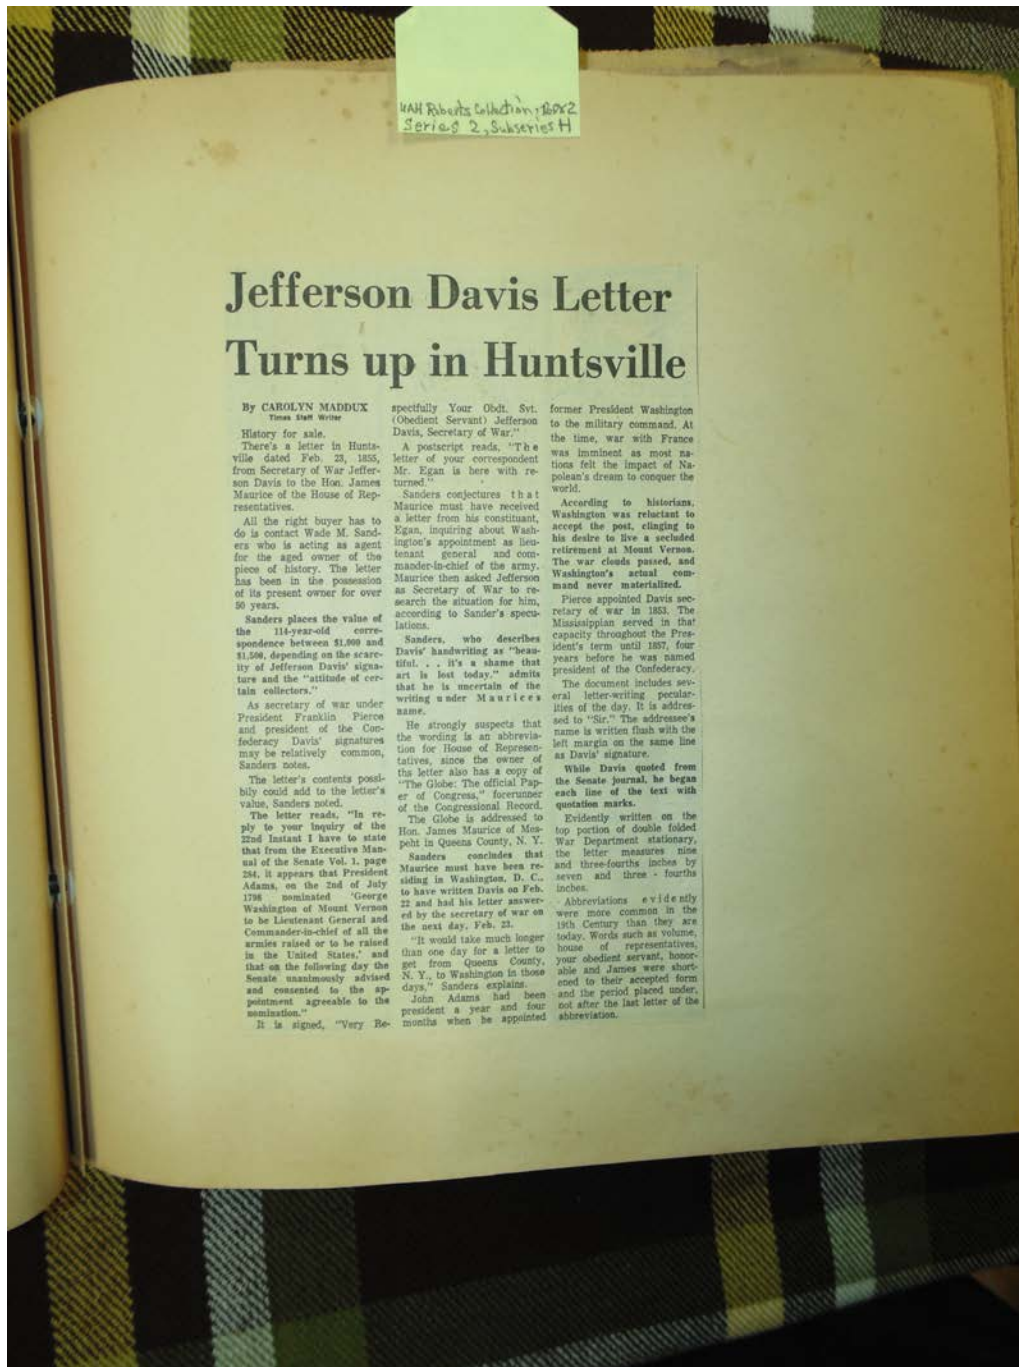 UAH Roberts Collection, Box 2
Series 2, Subseries H
Jefferson Davis Letter
Turns up in Huntsville
By CAROLYN MADDUX
Times Staff Writer
History for sale.
There's a letter in Hunts-
ville dated Feb. 23, 1855,
from Secretary of War Jeffer-
son Davis to the Hon. James
Maurice of the House of Rep-
resentatives.
All the right buyer has to
do is contact Wade M. Sand-
ers who is acting as agent
for the aged owner of the
piece of history. The letter
has been in the possession
of its present owner for over
50 years.
Sanders places the value of
the 114-year-old corre-
spondence between $1,000 and
$1,500, depending on the scarc-
ity of Jefferson Davis' signa-
ture and the "attitude of cer-
tain collectors."
As secretary of war under
President Franklin Pierce
and president of the Con-
federacy Davis' signatures
may be relatively common,
Sanders notes.
The letter's contents possi-
bily could add to the letter's
value, Sanders noted.
The letter reads, "In re-
ply to your inquiry of the
22nd Instant I have to state
that from the Executive Man-
ual of the Senate Vol. 1, page
284, it appears that President
Adams, on the 2nd of July
1798 nominated 'George
Washington of Mount Vernon
to be Lieutenant General and
Commander-in-chief of all the
armies raised or to be raised
in the United States,' and
that on the following day the
Senate unanimously advised
and consented to the ap-
pointment agreeable to the
nomination."
It is signed, "Very Re-
spectfully Your Obdt. Svt.
(Obedient Servant) Jefferson
Davis, Secretary of War."
A postscript reads, "The
letter of your correspondent
Mr. Egan is here with re-
turned."
Sanders conjectures that
Maurice must have received
a letter from his constituant,
Egan, inquiring about Wash-
ington's appointment as lieu-
tenant general and com-
mander-in-chief of the army.
Maurice then asked Jefferson
as Secretary of War to re-
search the situation for him,
according to Sander's specu-
lations.
Sanders, who describes
Davis' handwriting as "beau-
tiful. . . it's a shame that
art is lost today," admits
that he is uncertain of the
writing under Maurices
name.
He strongly suspects that
the wording is an abbrevia-
tion for House of Represen-
tatives, since the owner of
ths letter also has a copy of
"The Globe: The official Pap-
er of Congress," forerunner
of the Congressional Record.
The Globe is addressed to
Hon. James Maurice of Mes-
peht in Queens County, N. Y.
Sanders concludes that
Maurice must have been re-
siding in Washington, D. C.,
to have written Davis on Feb.
22 and had his letter answer-
ed by the secretary of war on
the next day, Feb. 23.
"It would take much longer
than one day for a letter to
get from Queens County,
N. Y., to Washington in those
days," Sanders explains.
John Adams had been
president a year and four
months when he appointed
former President Washington
to the military command. At
the time, war with France
was imminent as most na-
tions felt the impact of Na-
polean's dream to conquer the
world.
According to historians,
Washington was reluctant to
accept the post, clinging to
his desire to live a secluded
retirement at Mount Vernon.
The war clouds passed, and
Washington's actual com-
mand never materialized.
Pierce appointed Davis sec-
retary of war in 1853. The
Mississippian served in that
capacity throughout the Pres-
ident's term until 1857, four
years before he was named
president of the Confederacy.
The document includes sev-
eral letter-writing pecular-
ities of the day. It is addres-
sed to "Sir." The addressee's
name is written flush with the
left margin on the same line
as Davis' signature.
While Davis quoted from
the Senate journal, he began
each line of the text with
quotation marks.
Evidently written on the
top portion of double folded
War Department stationary,
the letter measures nine
and three-fourths inches by
seven and three - fourths
inches.
Abbreviations evidently
were more common in the
19th Century than they are
today. Words such as volume,
house of representatives,
your obedient servant, honor-
able and James were short-
ened to their accepted form
and the period placed under,
not after the last letter of the
abbreviation.